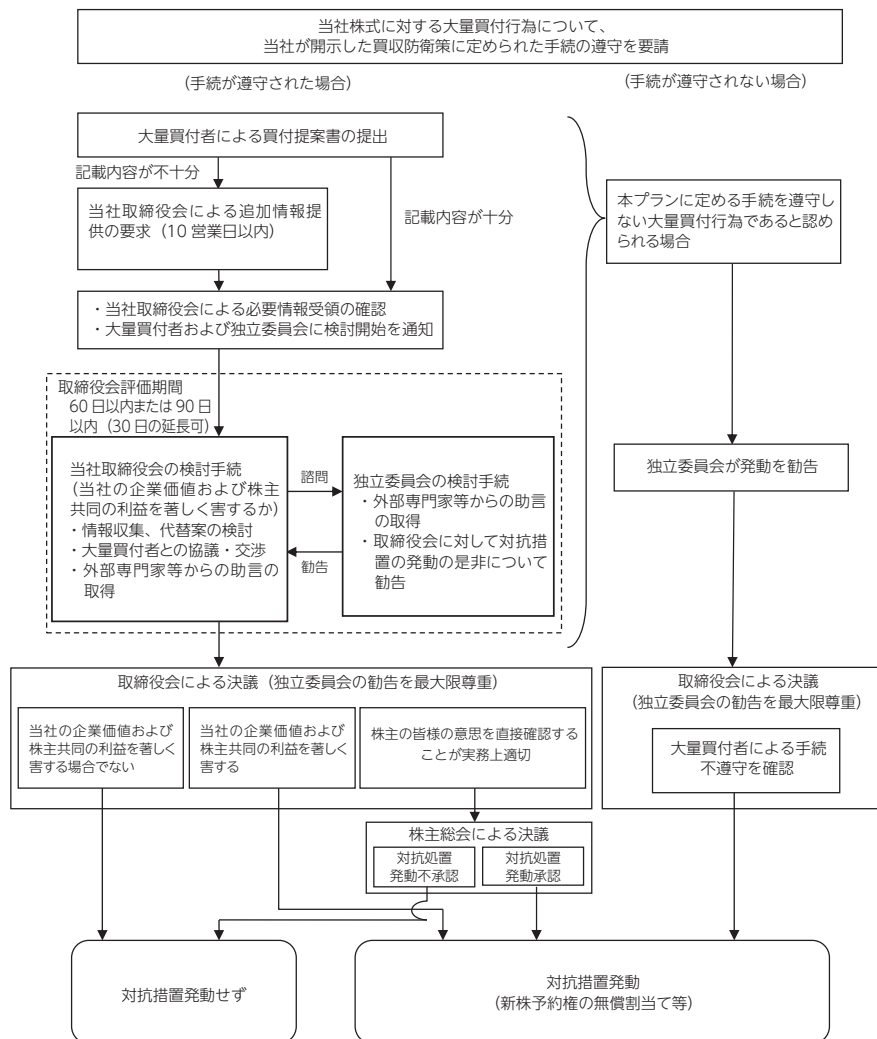 当社株式に対する大量買付行為について、
当社が開示した買収防衛策に定められた手続の遵守を要請
(手続が遵守された場合)
(手続が遵守されない場合)
大量買付者による買付提案書の提出
記載内容が不十分
当社取締役会による追加情報提
供の要求（10 営業日以内）
記載内容が十分
本プランに定める手続を遵守し
ない大量買付行為であると認め
られる場合
・当社取締役会による必要情報受領の確認
・大量買付者および独立委員会に検討開始を通知
取締役会評価期間
60 日以内または 90 日
以内（30 日の延長可）
当社取締役会の検討手続
(当社の企業価値および株主
共同の利益を著しく害するか)
・情報収集、代替案の検討
・大量買付者との協議・交渉
・外部専門家等からの助言の
取得
諮問
勧告
独立委員会の検討手続
・外部専門家等からの助言
の取得
・取締役会に対して対抗措
置の発動の是非について
勧告
独立委員会が発動を勧告
取締役会による決議（独立委員会の勧告を最大限尊重）
当社の企業価値および
株主共同の利益を著しく
害する場合でない
当社の企業価値および
株主共同の利益を著しく
害する
株主の皆様の意思を直接確認する
ことが実務上適切
取締役会による決議
(独立委員会の勧告を最大限尊重)
大量買付者による手続
不遵守を確認
株主総会による決議
対抗処置
発動不承認
対抗処置
発動承認
対抗措置発動せず
対抗措置発動
(新株予約権の無償割当て等)